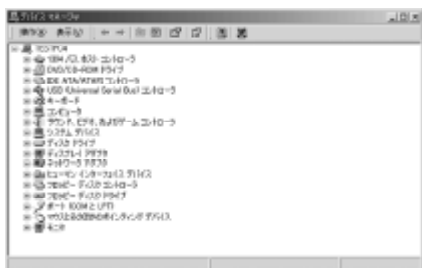 デバイス マネージャ
操作(A) 表示(V)
TESTPC4
1394 バス ホスト コントローラ
DVD/CD-ROM ドライブ
IDE ATA/ATAPI コントローラ
USB (Universal Serial Bus) コントローラ
キーボード
コンピュータ
サウンド、ビデオ、およびゲーム コントローラ
システム デバイス
ディスク ドライブ
ディスプレイ アダプタ
ネットワーク アダプタ
ヒューマン インターフェイス デバイス
フロッピー ディスク コントローラ
フロッピー ディスク ドライブ
ポート (COM と LPT)
マウスとそのほかのポインティング デバイス
モニタ